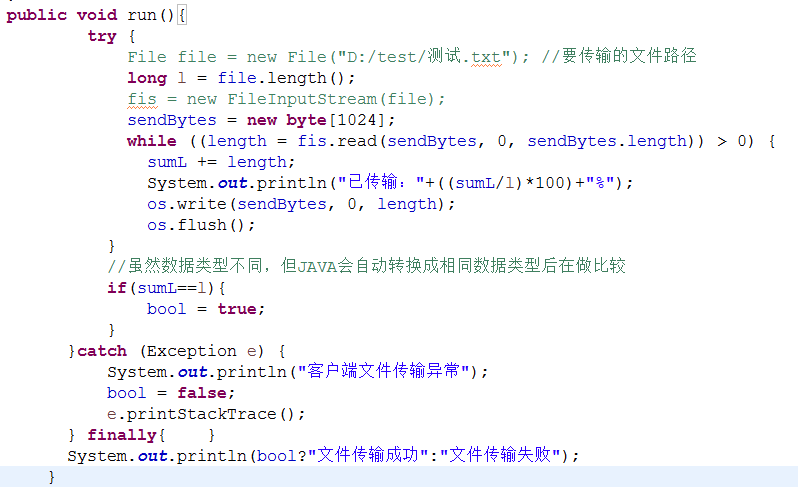 public void run(){
try {
File file = new File("D:/test/测试.txt"); //要传输的文件路径
long l = file.length();
fis = new FileInputStream(file);
sendBytes = new byte[1024];
while ((length = fis.read(sendBytes, 0, sendBytes.length)) > 0) {
sumL += length;
System.out.println("已传输："+((sumL/l)*100)+"%");
os.write(sendBytes, 0, length);
os.flush();
}
//虽然数据类型不同，但JAVA会自动转换成相同数据类型后在做比较
if(sumL==l){
bool = true;
}
}catch (Exception e) {
System.out.println("客户端文件传输异常");
bool = false;
e.printStackTrace();
} finally{    }
System.out.println(bool?"文件传输成功":"文件传输失败");
}